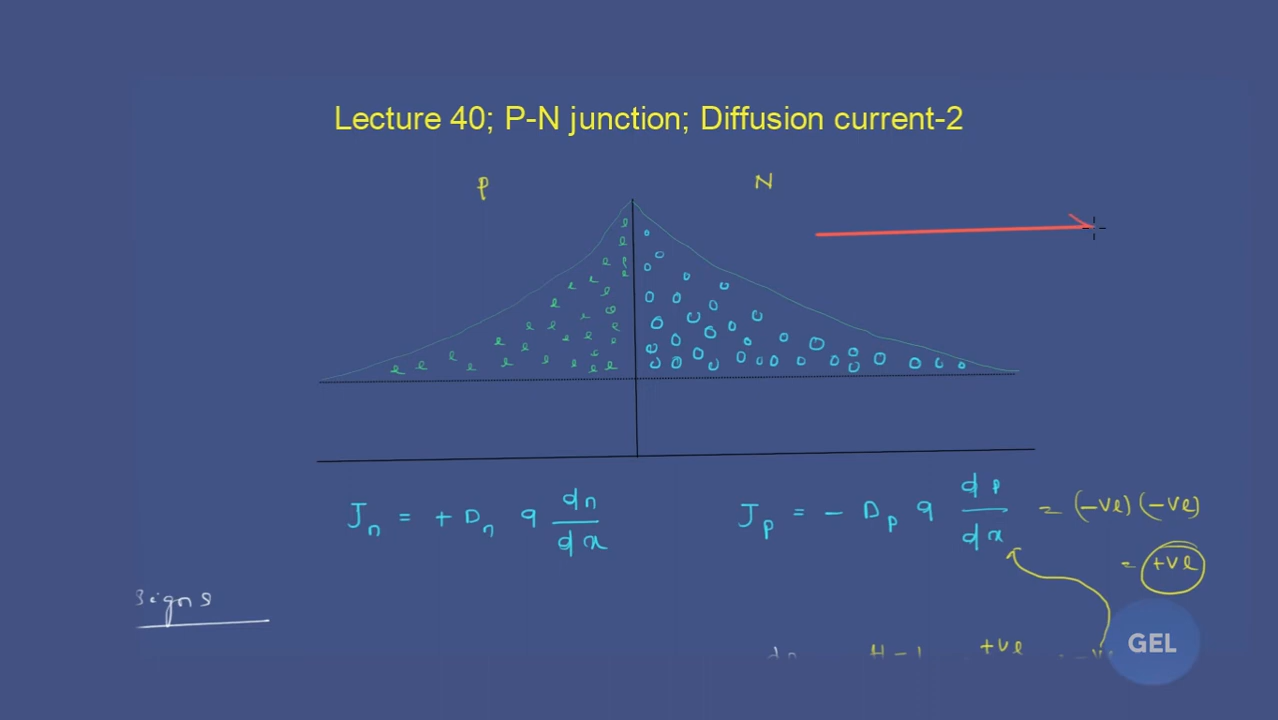 Lecture 40; P-N junction; Diffusion current-2
P N
Jn = + Dn q dn/dx
Jp = - Dp q dp/dx = (-ve) (-ve)
= +ve
Signs
+ve
GEL